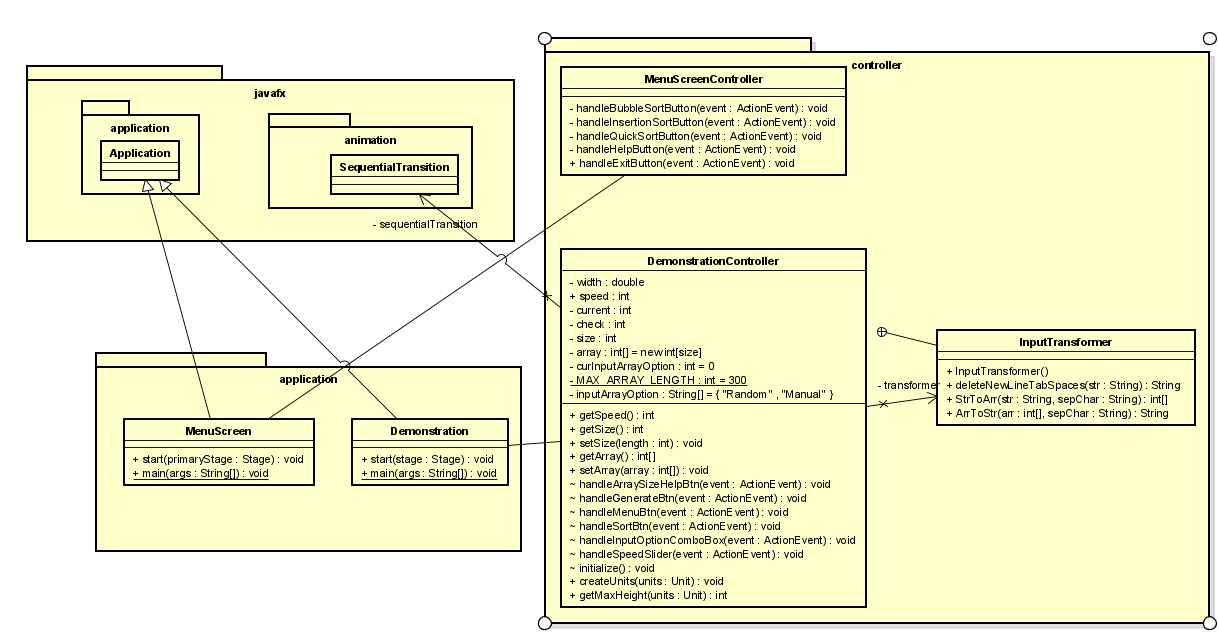 javafx
application
Application
animation
SequentialTransition
- sequentialTransition
application
MenuScreen
+ start(primaryStage : Stage) : void
+ main(args : String[]) : void
Demonstration
+ start(stage : Stage) : void
+ main(args : String[]) : void
controller
MenuScreenController
- handleBubbleSortButton(event : ActionEvent) : void
- handleInsertionSortButton(event : ActionEvent) : void
- handleQuickSortButton(event : ActionEvent) : void
- handleHelpButton(event : ActionEvent) : void
+ handleExitButton(event : ActionEvent) : void
DemonstrationController
- width : double
+ speed : int
- current : int
- check : int
- size : int
- array : int[] = newint[size]
- curInputArrayOption : int = 0
- MAX_ARRAY_LENGTH : int = 300
- inputArrayOption : String[] = { "Random" , "Manual" }
+ getSpeed() : int
+ getSize() : int
+ setSize(length : int) : void
+ getArray() : int[]
+ setArray(array : int[]) : void
~ handleArraySizeHelpBtn(event : ActionEvent) : void
~ handleGenerateBtn(event : ActionEvent) : void
~ handleMenuBtn(event : ActionEvent) : void
~ handleSortBtn(event : ActionEvent) : void
~ handleInputOptionComboBox(event : ActionEvent) : void
~ handleSpeedSlider(event : ActionEvent) : void
~ initialize() : void
+ createUnits(units : Unit) : void
+ getMaxHeight(units : Unit) : int
- transformer
InputTransformer
+ InputTransformer()
+ deleteNewLineTabSpaces(str : String) : String
+ StrToArr(str : String, sepChar : String) : int[]
+ ArrToStr(arr : int[], sepChar : String) : String